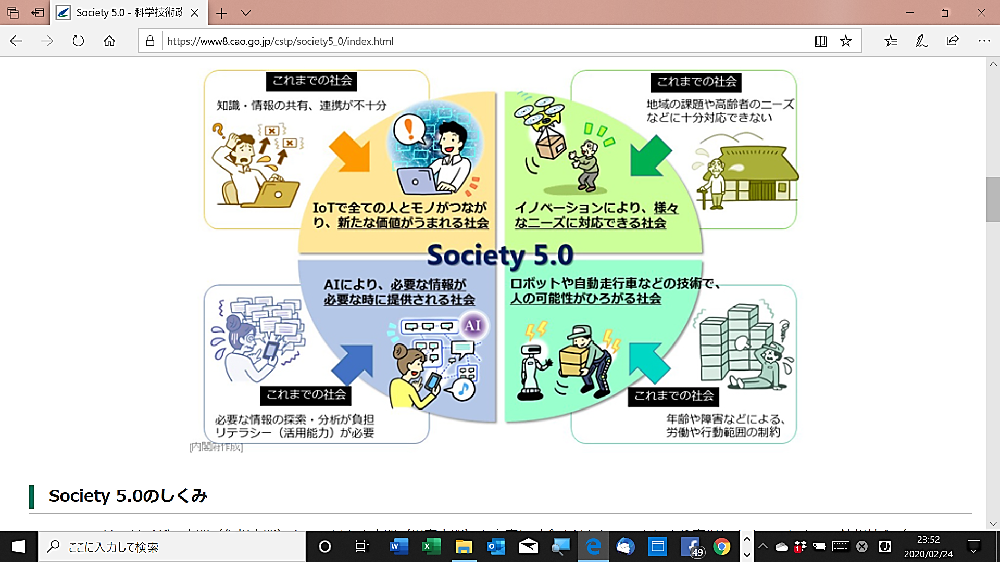 Society 5.0 - 科学技術政
https://www8.cao.go.jp/cstp/society5_0/index.html
これまでの社会
知識・情報の共有、連携が不十分
IoTで全ての人とモノがつなが
り、新たな価値がうまれる社会
これまでの社会
地域の課題や高齢者のニーズ
などに十分対応できない
イノベーションにより、様々
なニーズに対応できる社会
Society 5.0
AIにより、必要な情報が
必要な時に提供される社会
AI
これまでの社会
必要な情報の探索・分析が負担
リテラシー（活用能力）が必要
ロボットや自動走行車などの技術で、
人の可能性がひろがる社会
これまでの社会
年齢や障害などによる、
労働や行動範囲の制約
[内閣府作成]
Society 5.0のしくみ
ここに入力して検索
49
1
23:52
2020/02/24